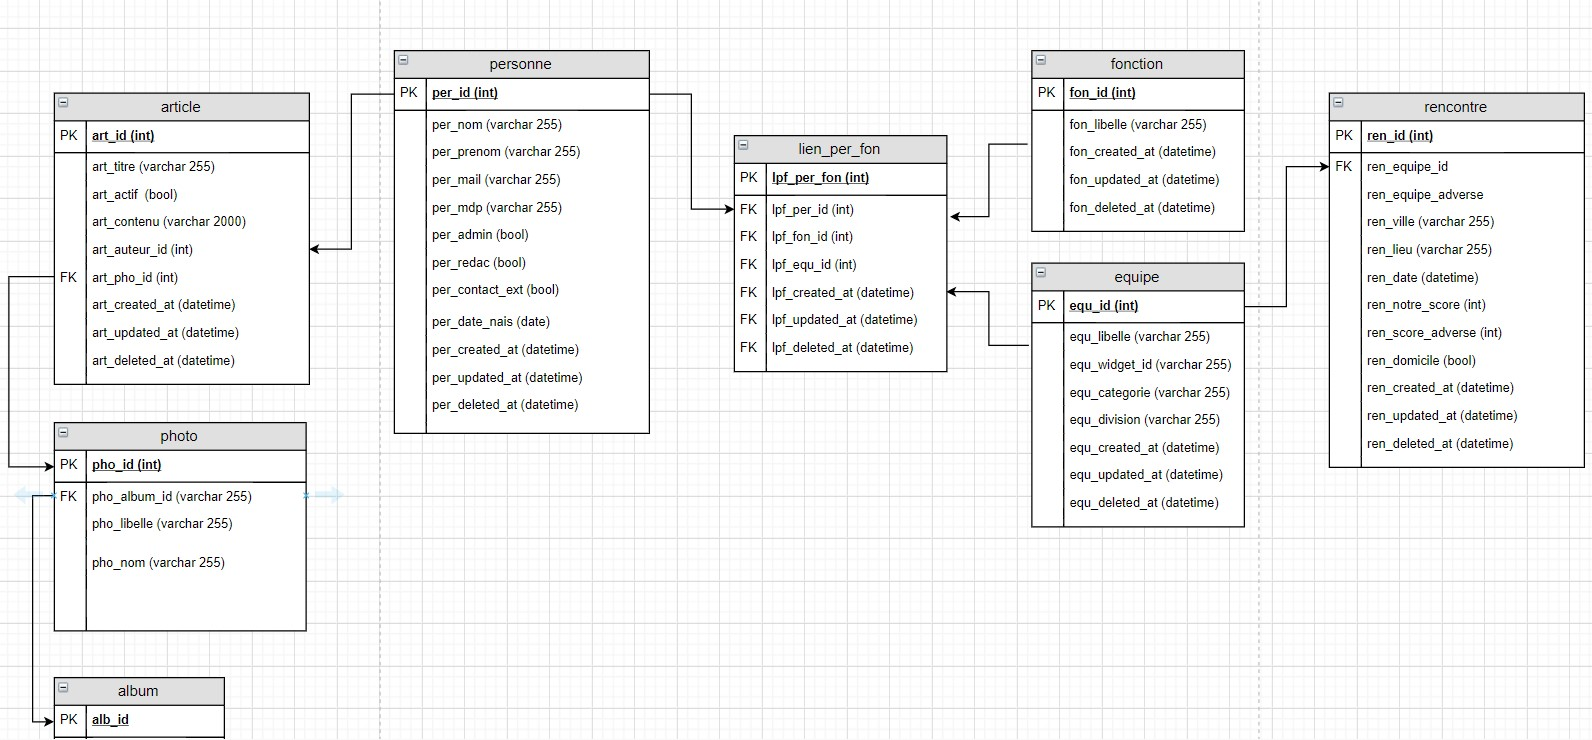 article
PK art_id (int)
art_titre (varchar 255)
art_actif (bool)
art_contenu (varchar 2000)
art_auteur_id (int)
FK art_pho_id (int)
art_created_at (datetime)
art_updated_at (datetime)
art_deleted_at (datetime)
photo
PK pho_id (int)
FK pho_album_id (varchar 255)
pho_libelle (varchar 255)
pho_nom (varchar 255)
album
PK alb_id
personne
PK per_id (int)
per_nom (varchar 255)
per_prenom (varchar 255)
per_mail (varchar 255)
per_mdp (varchar 255)
per_admin (bool)
per_redac (bool)
per_contact_ext (bool)
per_date_nais (date)
per_created_at (datetime)
per_updated_at (datetime)
per_deleted_at (datetime)
lien_per_fon
PK lpf_per_fon (int)
FK lpf_per_id (int)
FK lpf_fon_id (int)
FK lpf_equ_id (int)
FK lpf_created_at (datetime)
FK lpf_updated_at (datetime)
FK lpf_deleted_at (datetime)
fonction
PK fon_id (int)
fon_libelle (varchar 255)
fon_created_at (datetime)
fon_updated_at (datetime)
fon_deleted_at (datetime)
equipe
PK equ_id (int)
equ_libelle (varchar 255)
equ_widget_id (varchar 255)
equ_categorie (varchar 255)
equ_division (varchar 255)
equ_created_at (datetime)
equ_updated_at (datetime)
equ_deleted_at (datetime)
rencontre
PK ren_id (int)
FK ren_equipe_id
ren_equipe_adverse
ren_ville (varchar 255)
ren_lieu (varchar 255)
ren_date (datetime)
ren_notre_score (int)
ren_score_adverse (int)
ren_domicile (bool)
ren_created_at (datetime)
ren_updated_at (datetime)
ren_deleted_at (datetime)